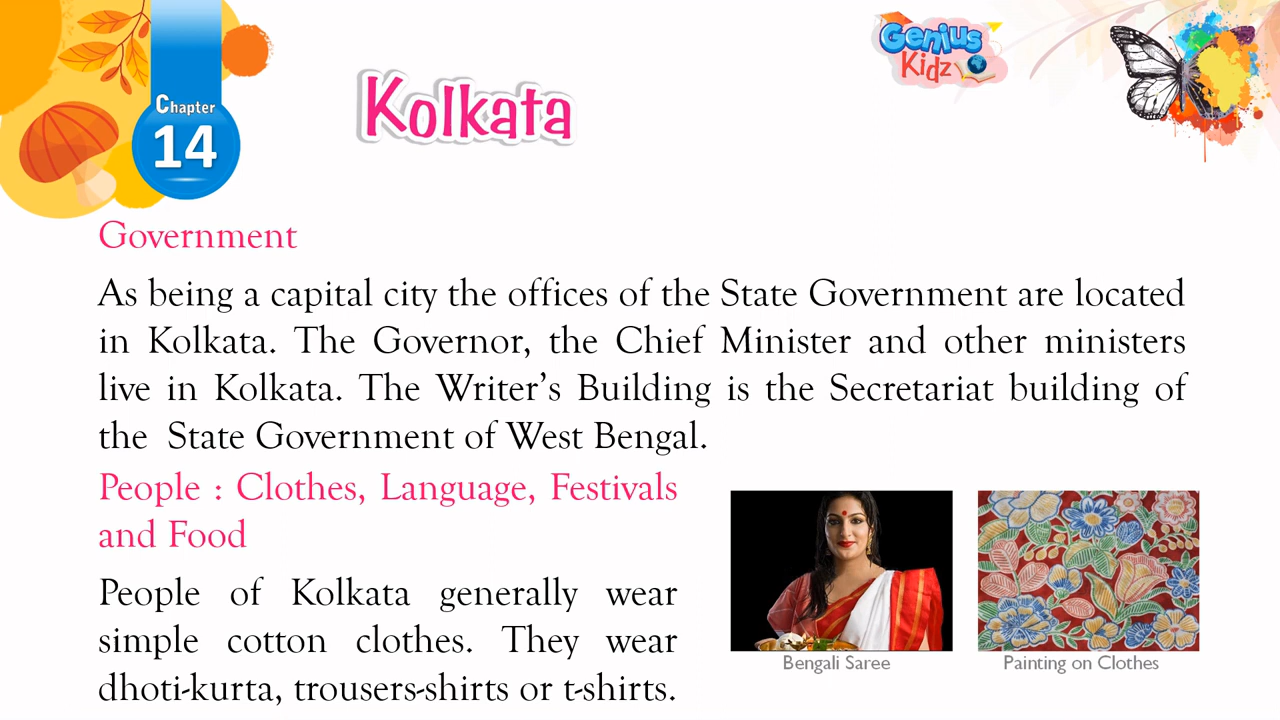 Chapter
14
Kolkata
Genius
Kidz
Government
As being a capital city the offices of the State Government are located
in Kolkata. The Governor, the Chief Minister and other ministers
live in Kolkata. The Writer’s Building is the Secretariat building of
the State Government of West Bengal.
People : Clothes, Language, Festivals
and Food
People of Kolkata generally wear
simple cotton clothes. They wear
dhoti-kurta, trousers-shirts or t-shirts.
Bengali Saree
Painting on Clothes